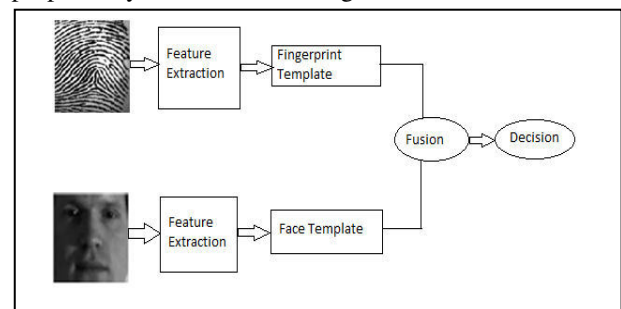 Feature
Extraction
Fingerprint
Template
Fusion
Decision
Feature
Extraction
Face Template